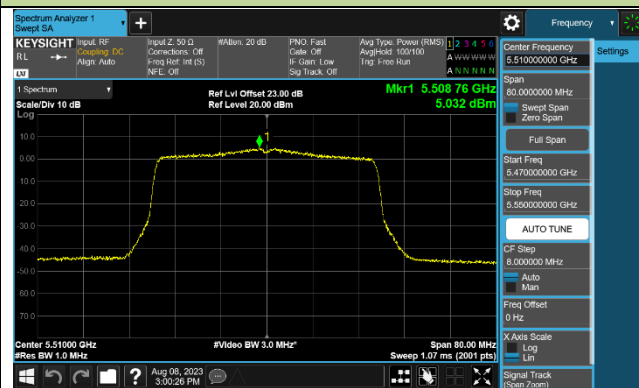 Spectrum Analyzer 1
Swept SA
Frequency
KEYSIGHT
RL
LXI
Input: RF
Coupling: DC
Align: Auto
Input Z: 50 Ω
Corrections: Off
Freq Ref: Int (S)
NFE: Off
#Atten: 20 dB
PNO: Fast
Gate: Off
IF Gain: Low
Sig Track: Off
Avg Type: Power (RMS)
Avg|Hold: 100/100
Trig: Free Run
1 2 3 4 5 6
A W W W W W
A N N N N N
1 Spectrum
Scale/Div 10 dB
Log
Ref Lvl Offset 23.00 dB
Ref Level 20.00 dBm
Mkr1 5.508 76 GHz
5.032 dBm
1
10.0
0.00
-10.0
-20.0
-30.0
-40.0
-50.0
-60.0
-70.0
Center 5.51000 GHz
#Res BW 1.0 MHz
#Video BW 3.0 MHz*
Span 80.00 MHz
Sweep 1.07 ms (2001 pts)
Center Frequency
5.510000000 GHz
Span
80.0000000 MHz
Swept Span
Zero Span
Full Span
Start Freq
5.470000000 GHz
Stop Freq
5.550000000 GHz
AUTO TUNE
CF Step
8.000000 MHz
Auto
Man
Freq Offset
0 Hz
X Axis Scale
Log
Lin
Signal Track
(Span Zoom)
Settings
?
Aug 08, 2023
3:00:26 PM